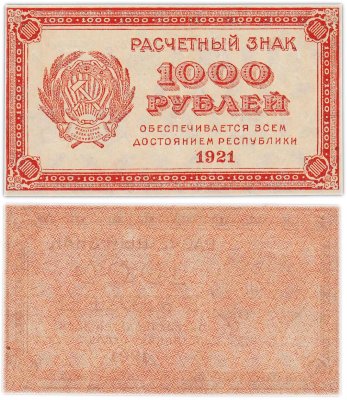 РАСЧЕТНЫЙ ЗНАК
1000
РУБЛЕЙ
ОБЕСПЕЧИВАЕТСЯ ВСЕМ
ДОСТОЯНИЕМ РЕСПУБЛИКИ
1921